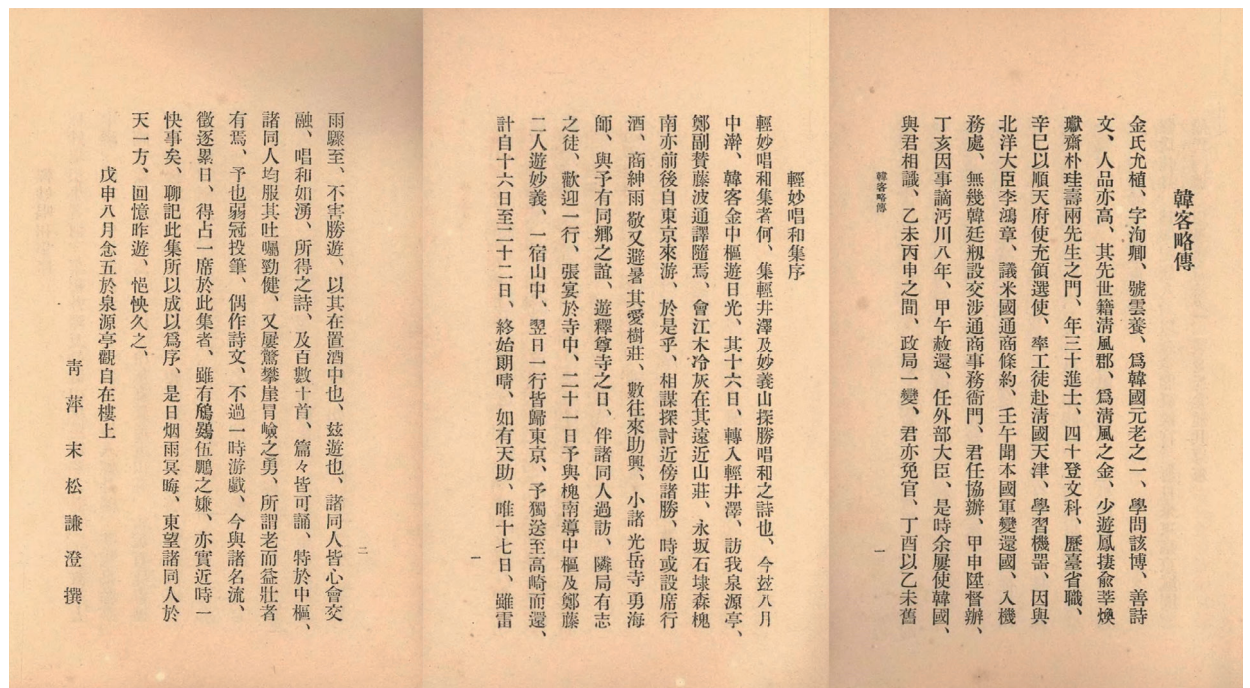 韓客略傳
金氏允植、字洵卿、號雲養、爲韓國元老之一、學問該博、善詩
文、人品亦高、其先世籍淸風郡、爲淸風之金、少遊鳳捿兪莘煥
瓛齋朴珪壽兩先生之門、年三十進士、四十登文科、歷臺省職、
辛巳以順天府使充領選使、率工徒赴淸國天津、學習機器、因與
北洋大臣李鴻章、議米國通商條約、壬午聞本國軍變還國、入機
務處、無幾韓廷剏設交涉通商事務衙門、君任協辦、甲申陞督辦、
丁亥因事謫沔川八年、甲午赦還、任外部大臣、是時余屢使韓國、
與君相識、乙未丙申之間、政局一變、君亦免官、丁酉以乙未舊
韓客略傳
一
輕妙唱和集序
輕妙唱和集者何、集輕井澤及妙義山探勝唱和之詩也、今玆八月
中澣、韓客金中樞遊日光、其十六日、轉入輕井澤、訪我泉源亭、
鄭副贊藤波通譯隨焉、會江木冷灰在其遠近山莊、永坂石埭森槐
南亦前後自東京來游、於是乎、相謀探討近傍諸勝、時或設席行
酒、商紳雨敬又避暑其愛樹莊、數往來助興、小諸光岳寺勇海
師、與予有同鄕之誼、遊釋尊寺之日、伴諸同人過訪、隣局有志
之徒、歡迎一行、張宴於寺中、二十一日予與槐南導中樞及鄭藤
二人遊妙義、一宿山中、翌日一行皆歸東京、予獨送至高崎而還、
計自十六日至二十二日、終始朗晴、如有天助、唯十七日、雖雷
一
雨驟至、不害勝遊、以其在置酒中也、玆遊也、諸同人皆心會交
融、唱和如湧、所得之詩、及百數十首、篇々皆可誦、特於中樞、
諸同人均服其吐囑勁健、又屢驚攀崖冒嶮之勇、所謂老而益壯者
有焉、予也弱冠投筆、偶作詩文、不過一時游戲、今與諸名流、
徵逐累日、得占一席於此集者、雖有鷃伍鵬之嫌、亦實近時一
快事矣、聊記此集所以成以爲序、是日烟雨冥晦、東望諸同人於
天一方、回憶昨遊、悒怏久之、
戊申八月念五於泉源亭觀自在樓上
靑萍末松謙澄撰
二